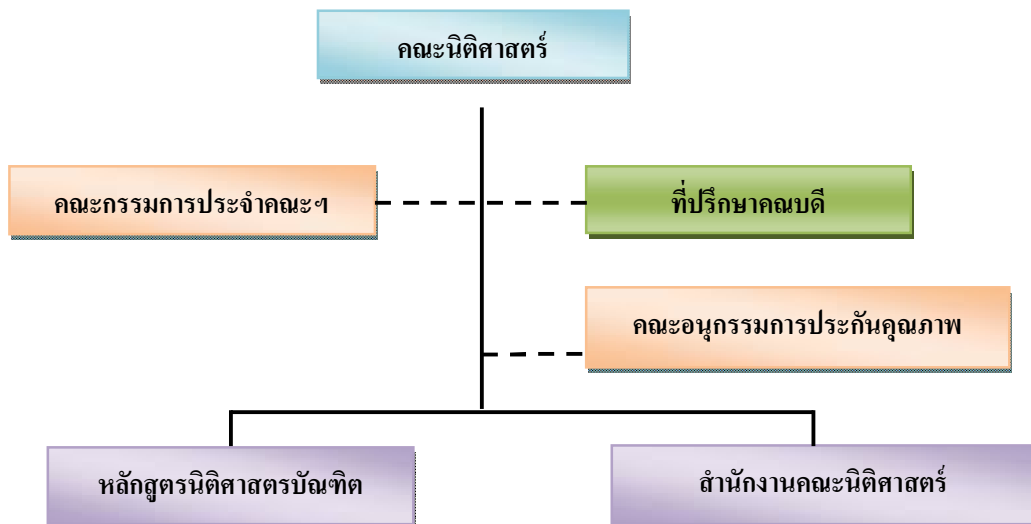 คณะนิติศาสตร์
คณะกรรมการประจำคณะฯ
ที่ปรึกษาคณบดี
คณะอนุกรรมการประกันคุณภาพ
หลักสูตรนิติศาสตรบัณฑิต
สำนักงานคณะนิติศาสตร์